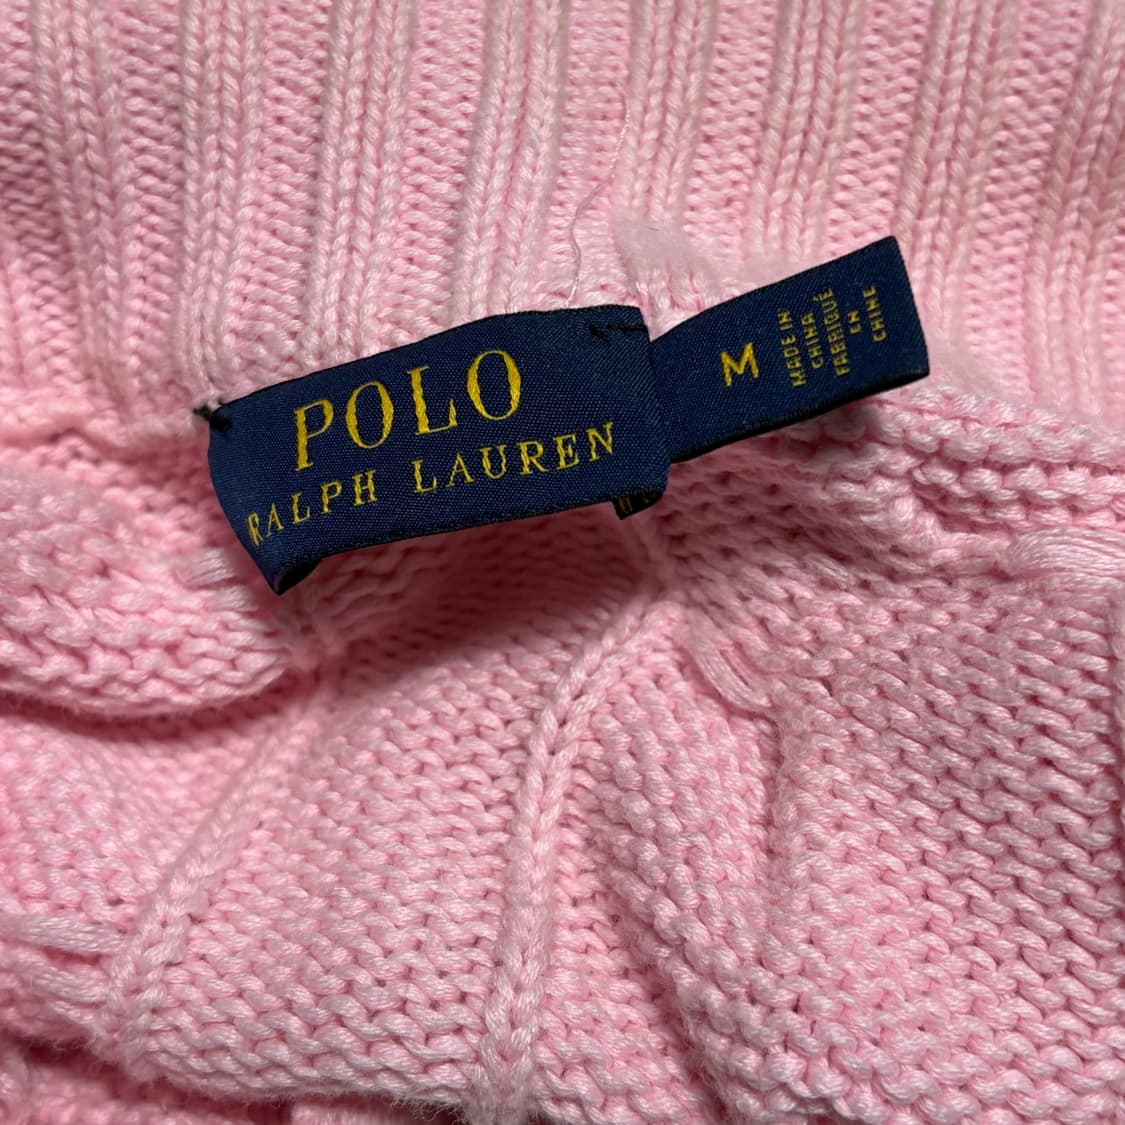 POLO
RALPH LAUREN
M
MADE IN
CHINA
FABRIQUÉ
EN
CHINE